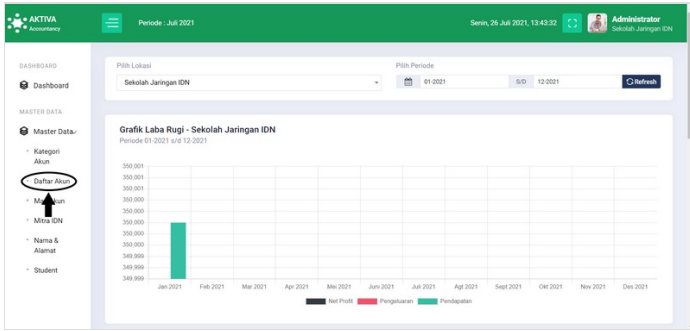 AKTIVA
Accountancy
Periode : Juli 2021
Senin, 26 Juli 2021, 13:43:32
Administrator
Sekolah Jaringan IDN
DASHBOARD
Dashboard
MASTER DATA
Master Data
Kategori
Akun
Daftar Akun
Mitra IDN
Nama &
Alamat
Student
Pilih Lokasi
Sekolah Jaringan IDN
Pilih Periode
01-2021
S/D
12-2021
Refresh
Grafik Laba Rugi - Sekolah Jaringan IDN
Periode 01-2021 s/d 12-2021
350,001
350,001
350,001
350,000
350,000
350,000
350,000
350,000
349,999
349,999
349,999
Jan 2021 Feb 2021 Mar 2021 Apr 2021 Mei 2021 Juni 2021 Juli 2021 Agt 2021 Sept 2021 Okt 2021 Nov 2021 Des 2021
Net Profit Pengeluaran Pendapatan